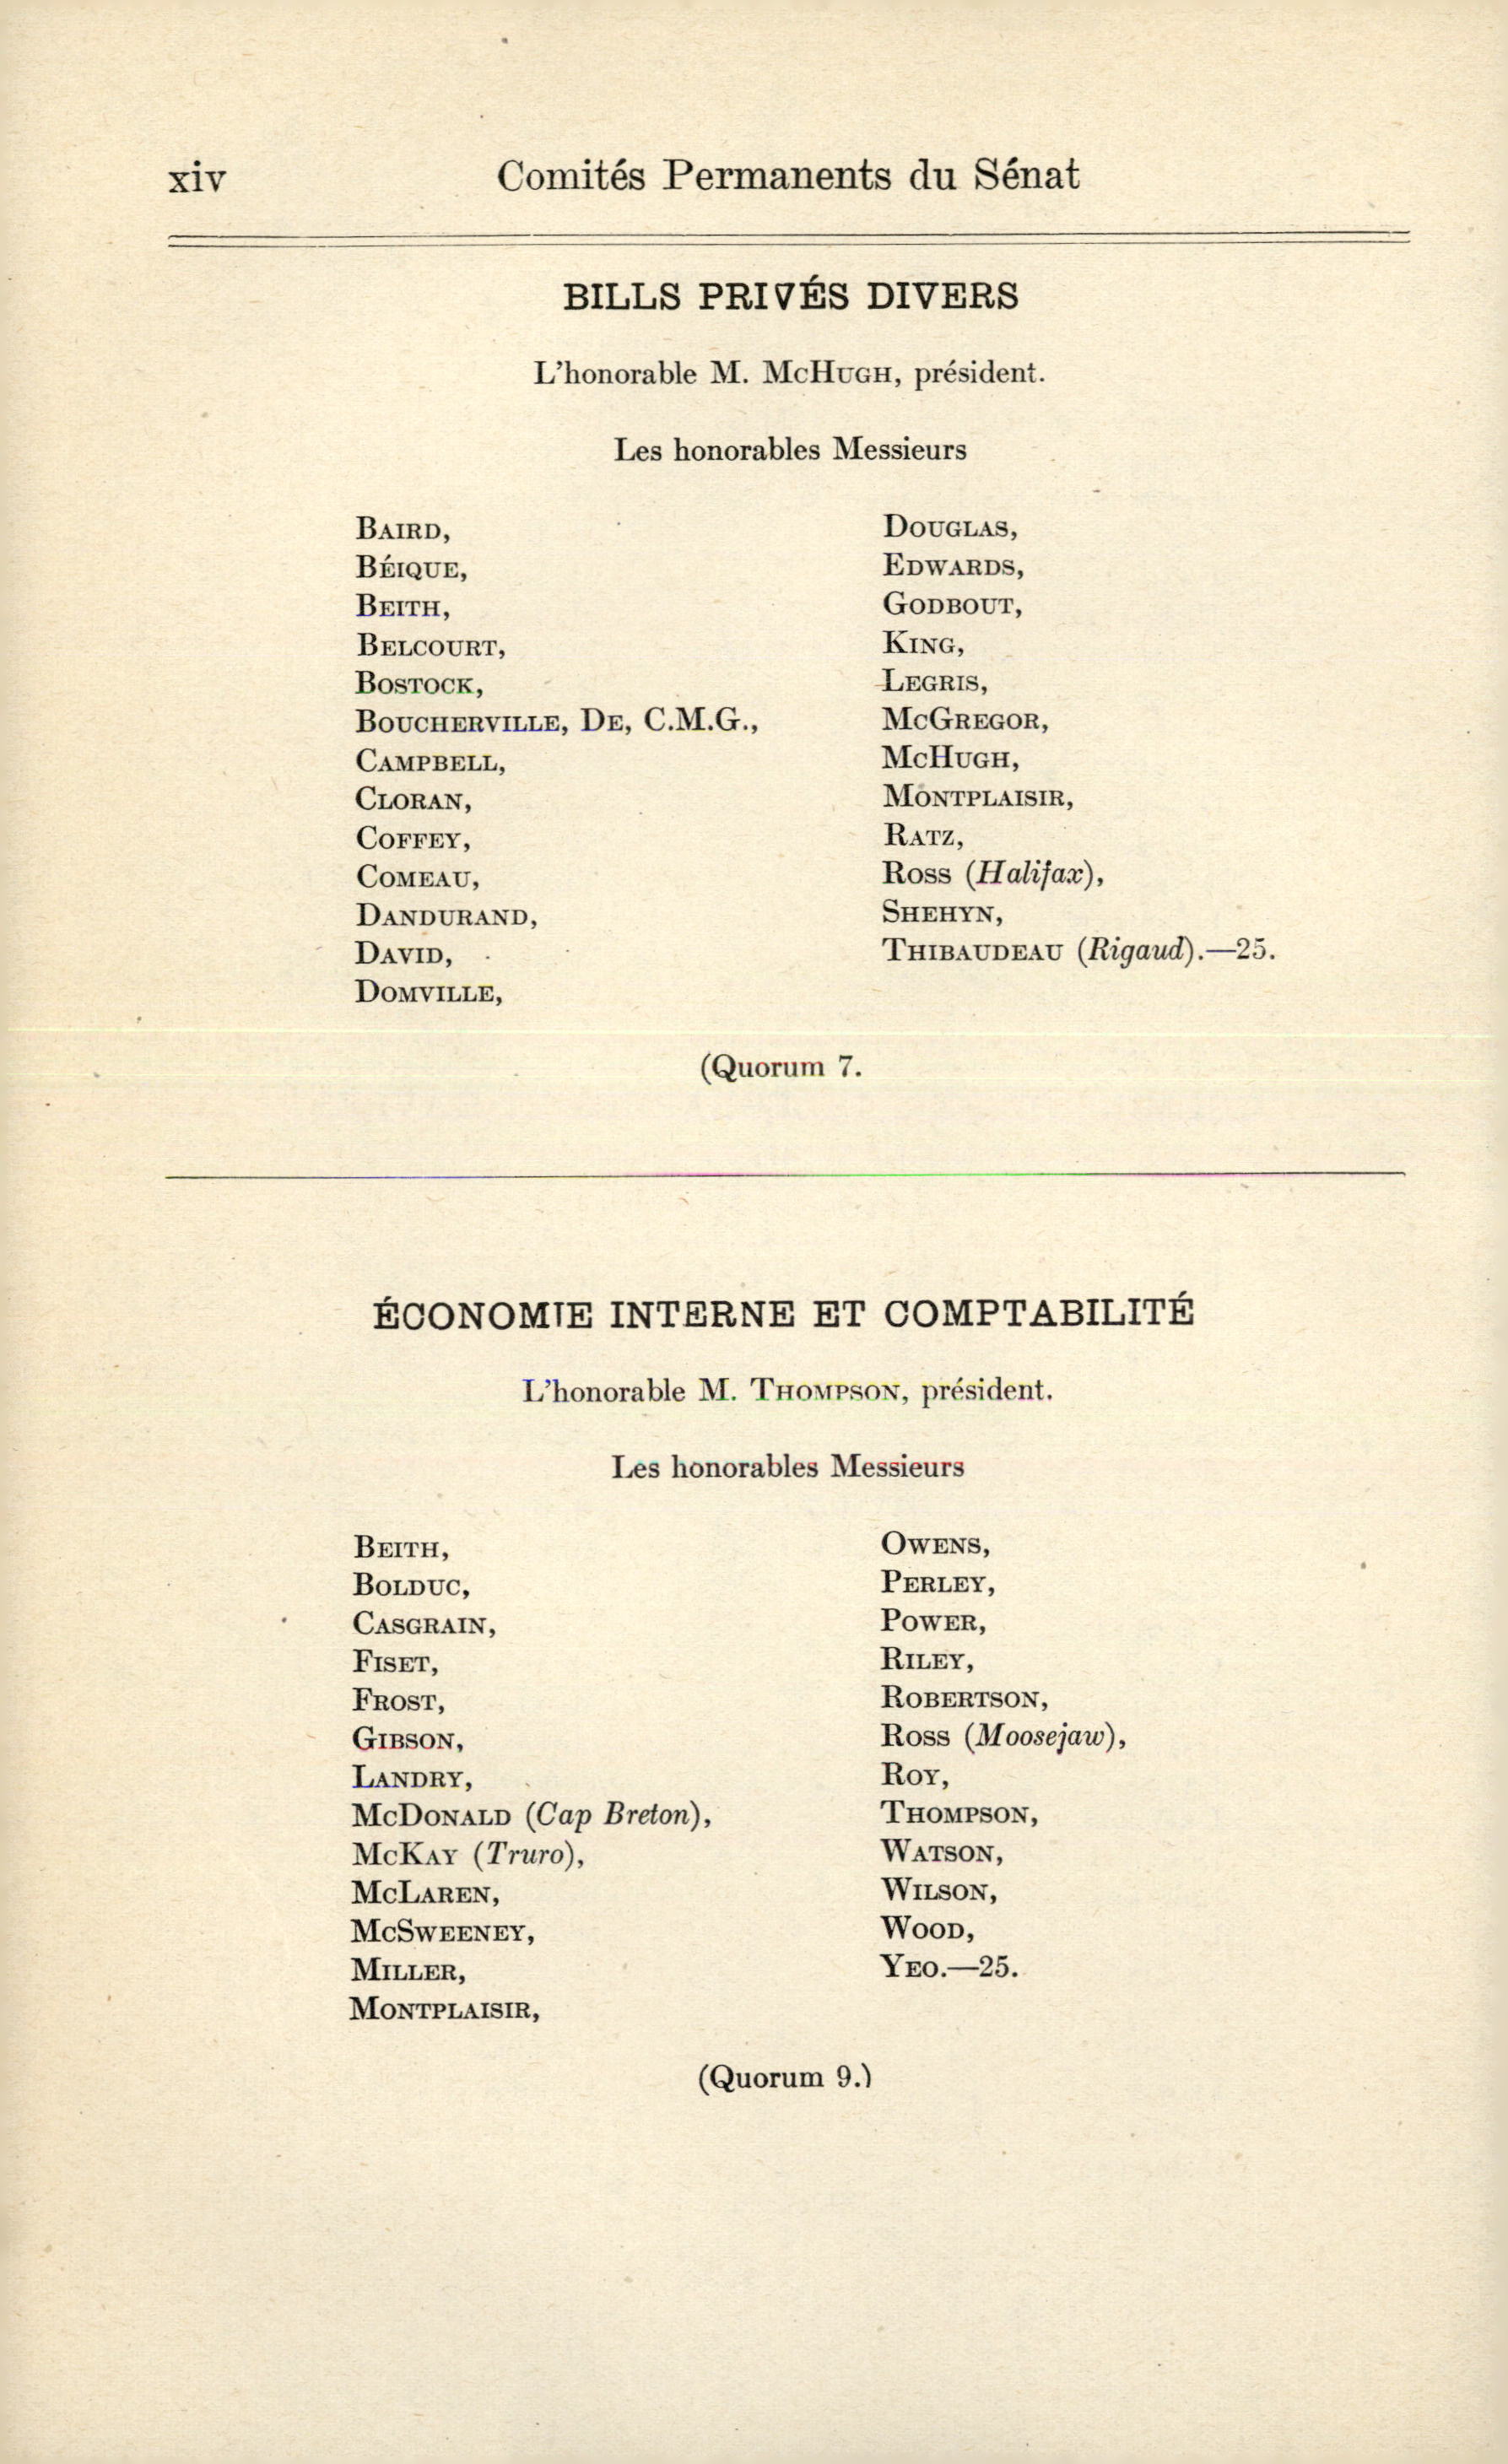 xiv
Comités Permanents du Sénat
BILLS PRIVÉS DIVERS
L'honorable M. McHugh, président.
Les honorables Messieurs
Baird,
Béique,
Beith,
Belcourt,
Bostock,
Boucherville, De, C.M.G.,
Campbell,
Cloran,
Coffey,
Comeau,
Dandurand,
David,
Domville,
Douglas,
Edwards,
Godbout,
King,
Legris,
McGregor,
McHugh,
Montplaisir,
Ratz,
Ross (Halifax),
Shehyn,
Thibaudeau (Rigaud).—25.
(Quorum 7.
ÉCONOMIE INTERNE ET COMPTABILITÉ
L'honorable M. Thompson, président.
Les honorables Messieurs
Beith,
Bolduc,
Casgrain,
Fiset,
Frost,
Gibson,
Landry,
McDonald (Cap Breton),
McKay (Truro),
McLaren,
McSweeney,
Miller,
Montplaisir,
Owens,
Perley,
Power,
Riley,
Robertson,
Ross (Moosejaw),
Roy,
Thompson,
Watson,
Wilson,
Wood,
Yeo.—25.
(Quorum 9.)